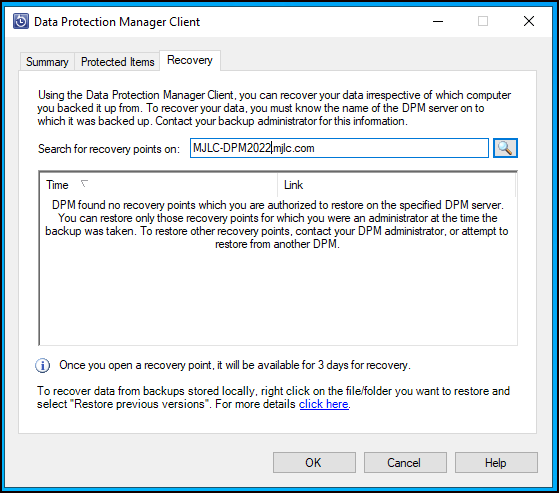 Data Protection Manager Client
Summary
Protected Items
Recovery
Using the Data Protection Manager Client, you can recover your data irrespective of which computer
you backed it up from. To recover your data, you must know the name of the DPM server on to
which it was backed up. Contact your backup administrator for this information.
Search for recovery points on:
MJLC-DPM2022.mjlc.com
Time
Link
DPM found no recovery points which you are authorized to restore on the specified DPM server.
You can restore only those recovery points for which you were an administrator at the time the
backup was taken. To restore other recovery points, contact your DPM administrator, or attempt to
restore from another DPM.
Once you open a recovery point, it will be available for 3 days for recovery.
To recover data from backups stored locally, right click on the file/folder you want to restore and
select "Restore previous versions". For more details click here.
OK
Cancel
Help